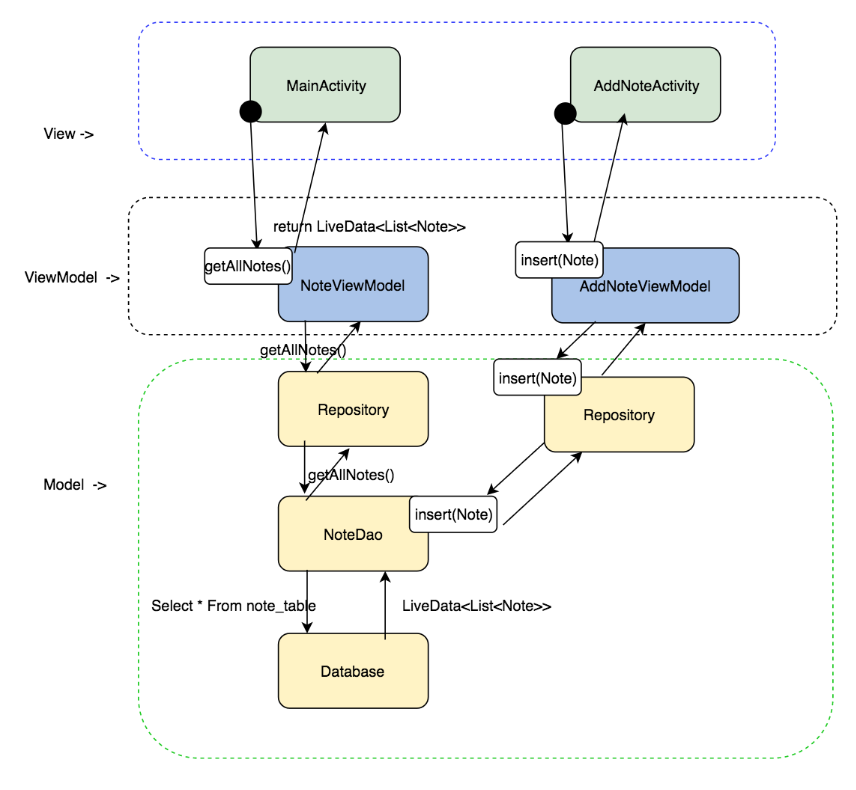 MainActivity
AddNoteActivity
View ->
return LiveData<List<Note>>
getAllNotes()
insert(Note)
ViewModel ->
NoteViewModel
AddNoteViewModel
getAllNotes()
insert(Note)
Repository
Repository
Model ->
getAllNotes()
insert(Note)
NoteDao
Select * From note_table
LiveData<List<Note>>
Database